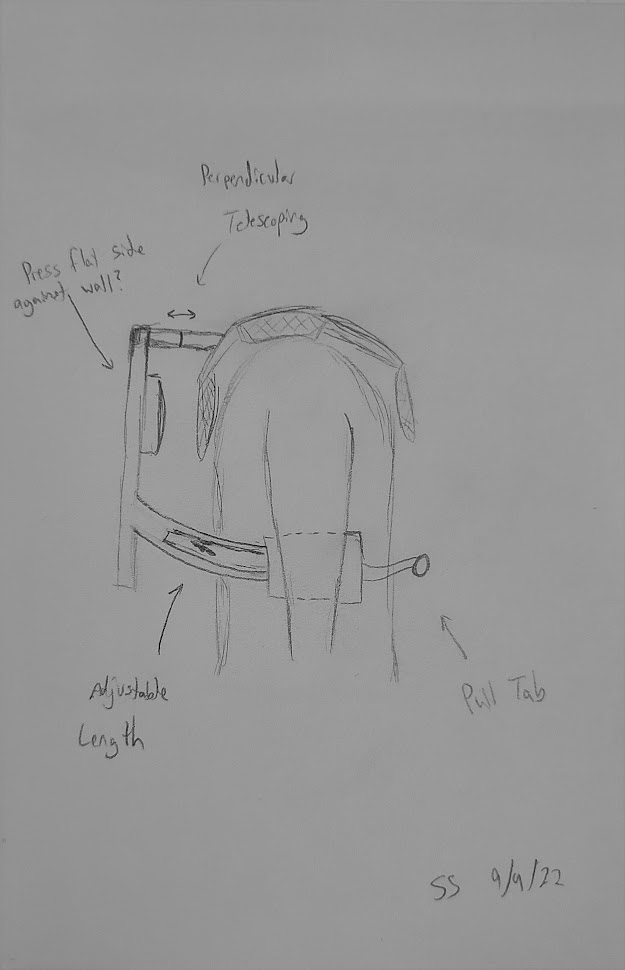 Perpendicular
Telescoping
Press flat side
against wall?
Adjustable
Length
Pull Tab
SS 9/9/22